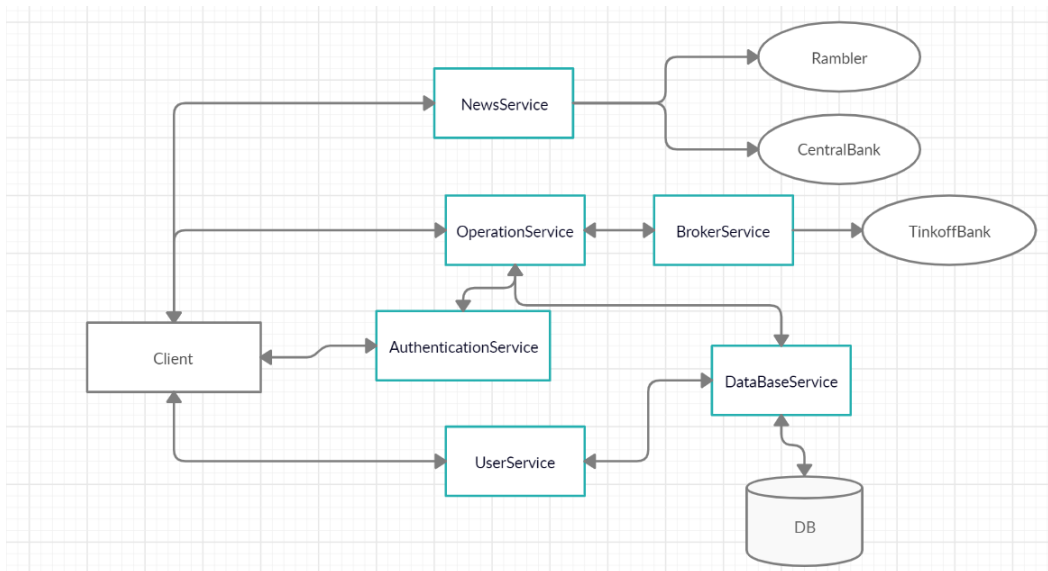 Rambler
NewsService
CentralBank
OperationService
BrokerService
TinkoffBank
Client
AuthenticationService
DataBaseService
UserService
DB